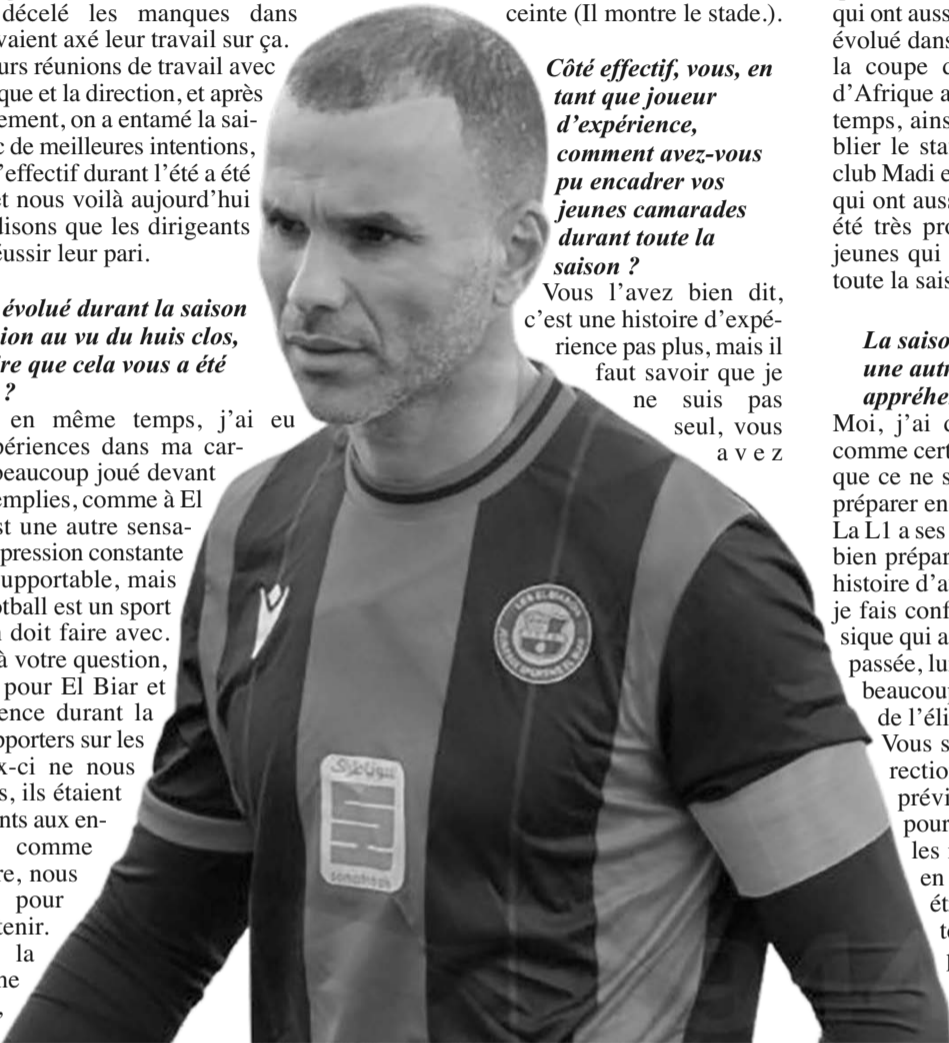 décelé les manques dans
vaient axé leur travail sur ça.
urs réunions de travail avec
que et la direction, et après
ement, on a entamé la sai-
c de meilleures intentions,
'effectif durant l'été a été
et nous voilà aujourd'hui
disons que les dirigeants
éussir leur pari.
évolué durant la saison
ion au vu du huis clos,
re que cela vous a été
?
en même temps, j'ai eu
périences dans ma car-
beaucoup joué devant
emplies, comme à El
st une autre sensa-
pression constante
upportable, mais
otball est un sport
n doit faire avec.
à votre question,
pour El Biar et
ence durant la
pporters sur les
x-ci ne nous
s, ils étaient
nts aux en-
comme
re, nous
pour
tenir.
la
ne
,
ceinte (Il montre le stade.).
Côté effectif, vous, en
tant que joueur
d'expérience,
comment avez-vous
pu encadrer vos
jeunes camarades
durant toute la
saison ?
Vous l'avez bien dit,
c'est une histoire d'expé-
rience pas plus, mais il
faut savoir que je
ne suis pas
seul, vous
avez
سوناطراك
sonatrach
qui ont auss
évolué dans
la coupe d
d'Afrique a
temps, ains
blier le sta
club Madi e
qui ont auss
été très pro
jeunes qui
toute la sais
La saiso
une autr
appréhe
Moi, j'ai d
comme cert
que ce ne s
préparer en
La L1 a ses
bien prépar
histoire d'a
je fais conf
sique qui a
passée, lu
beaucou
de l'éli
Vous s
rectio
prévi
pour
les
en
ét
te